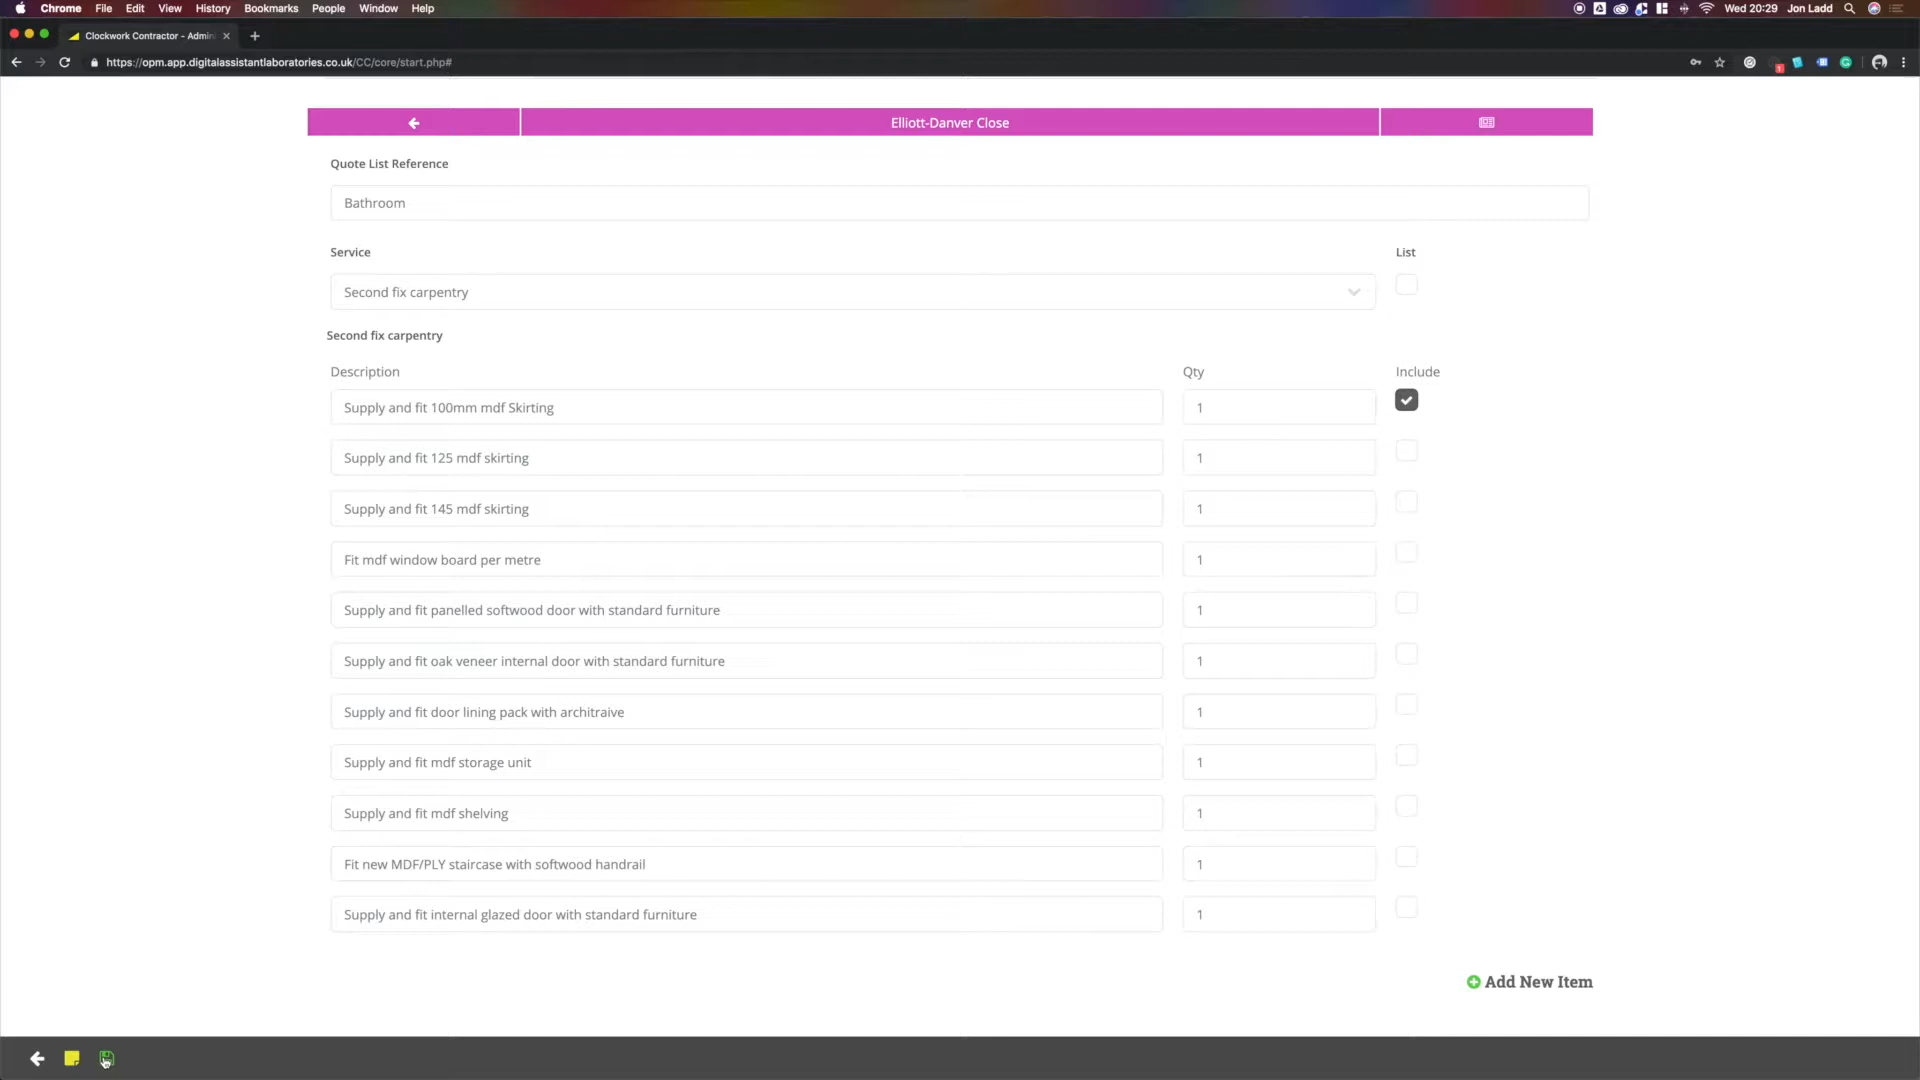 Chrome File Edit View History Bookmarks People Window Help
Wed 20:29 Jon Ladd
Clockwork Contractor - Admin
https://opm.app.digitalassistantlaboratories.co.uk/CC/core/start.php#
1
Elliott-Danver Close
Quote List Reference
Bathroom
Service List
Second fix carpentry
Second fix carpentry
Description Qty Include
Supply and fit 100mm mdf Skirting 1
Supply and fit 125 mdf skirting 1
Supply and fit 145 mdf skirting 1
Fit mdf window board per metre 1
Supply and fit panelled softwood door with standard furniture 1
Supply and fit oak veneer internal door with standard furniture 1
Supply and fit door lining pack with architraive 1
Supply and fit mdf storage unit 1
Supply and fit mdf shelving 1
Fit new MDF/PLY staircase with softwood handrail 1
Supply and fit internal glazed door with standard furniture 1
Add New Item